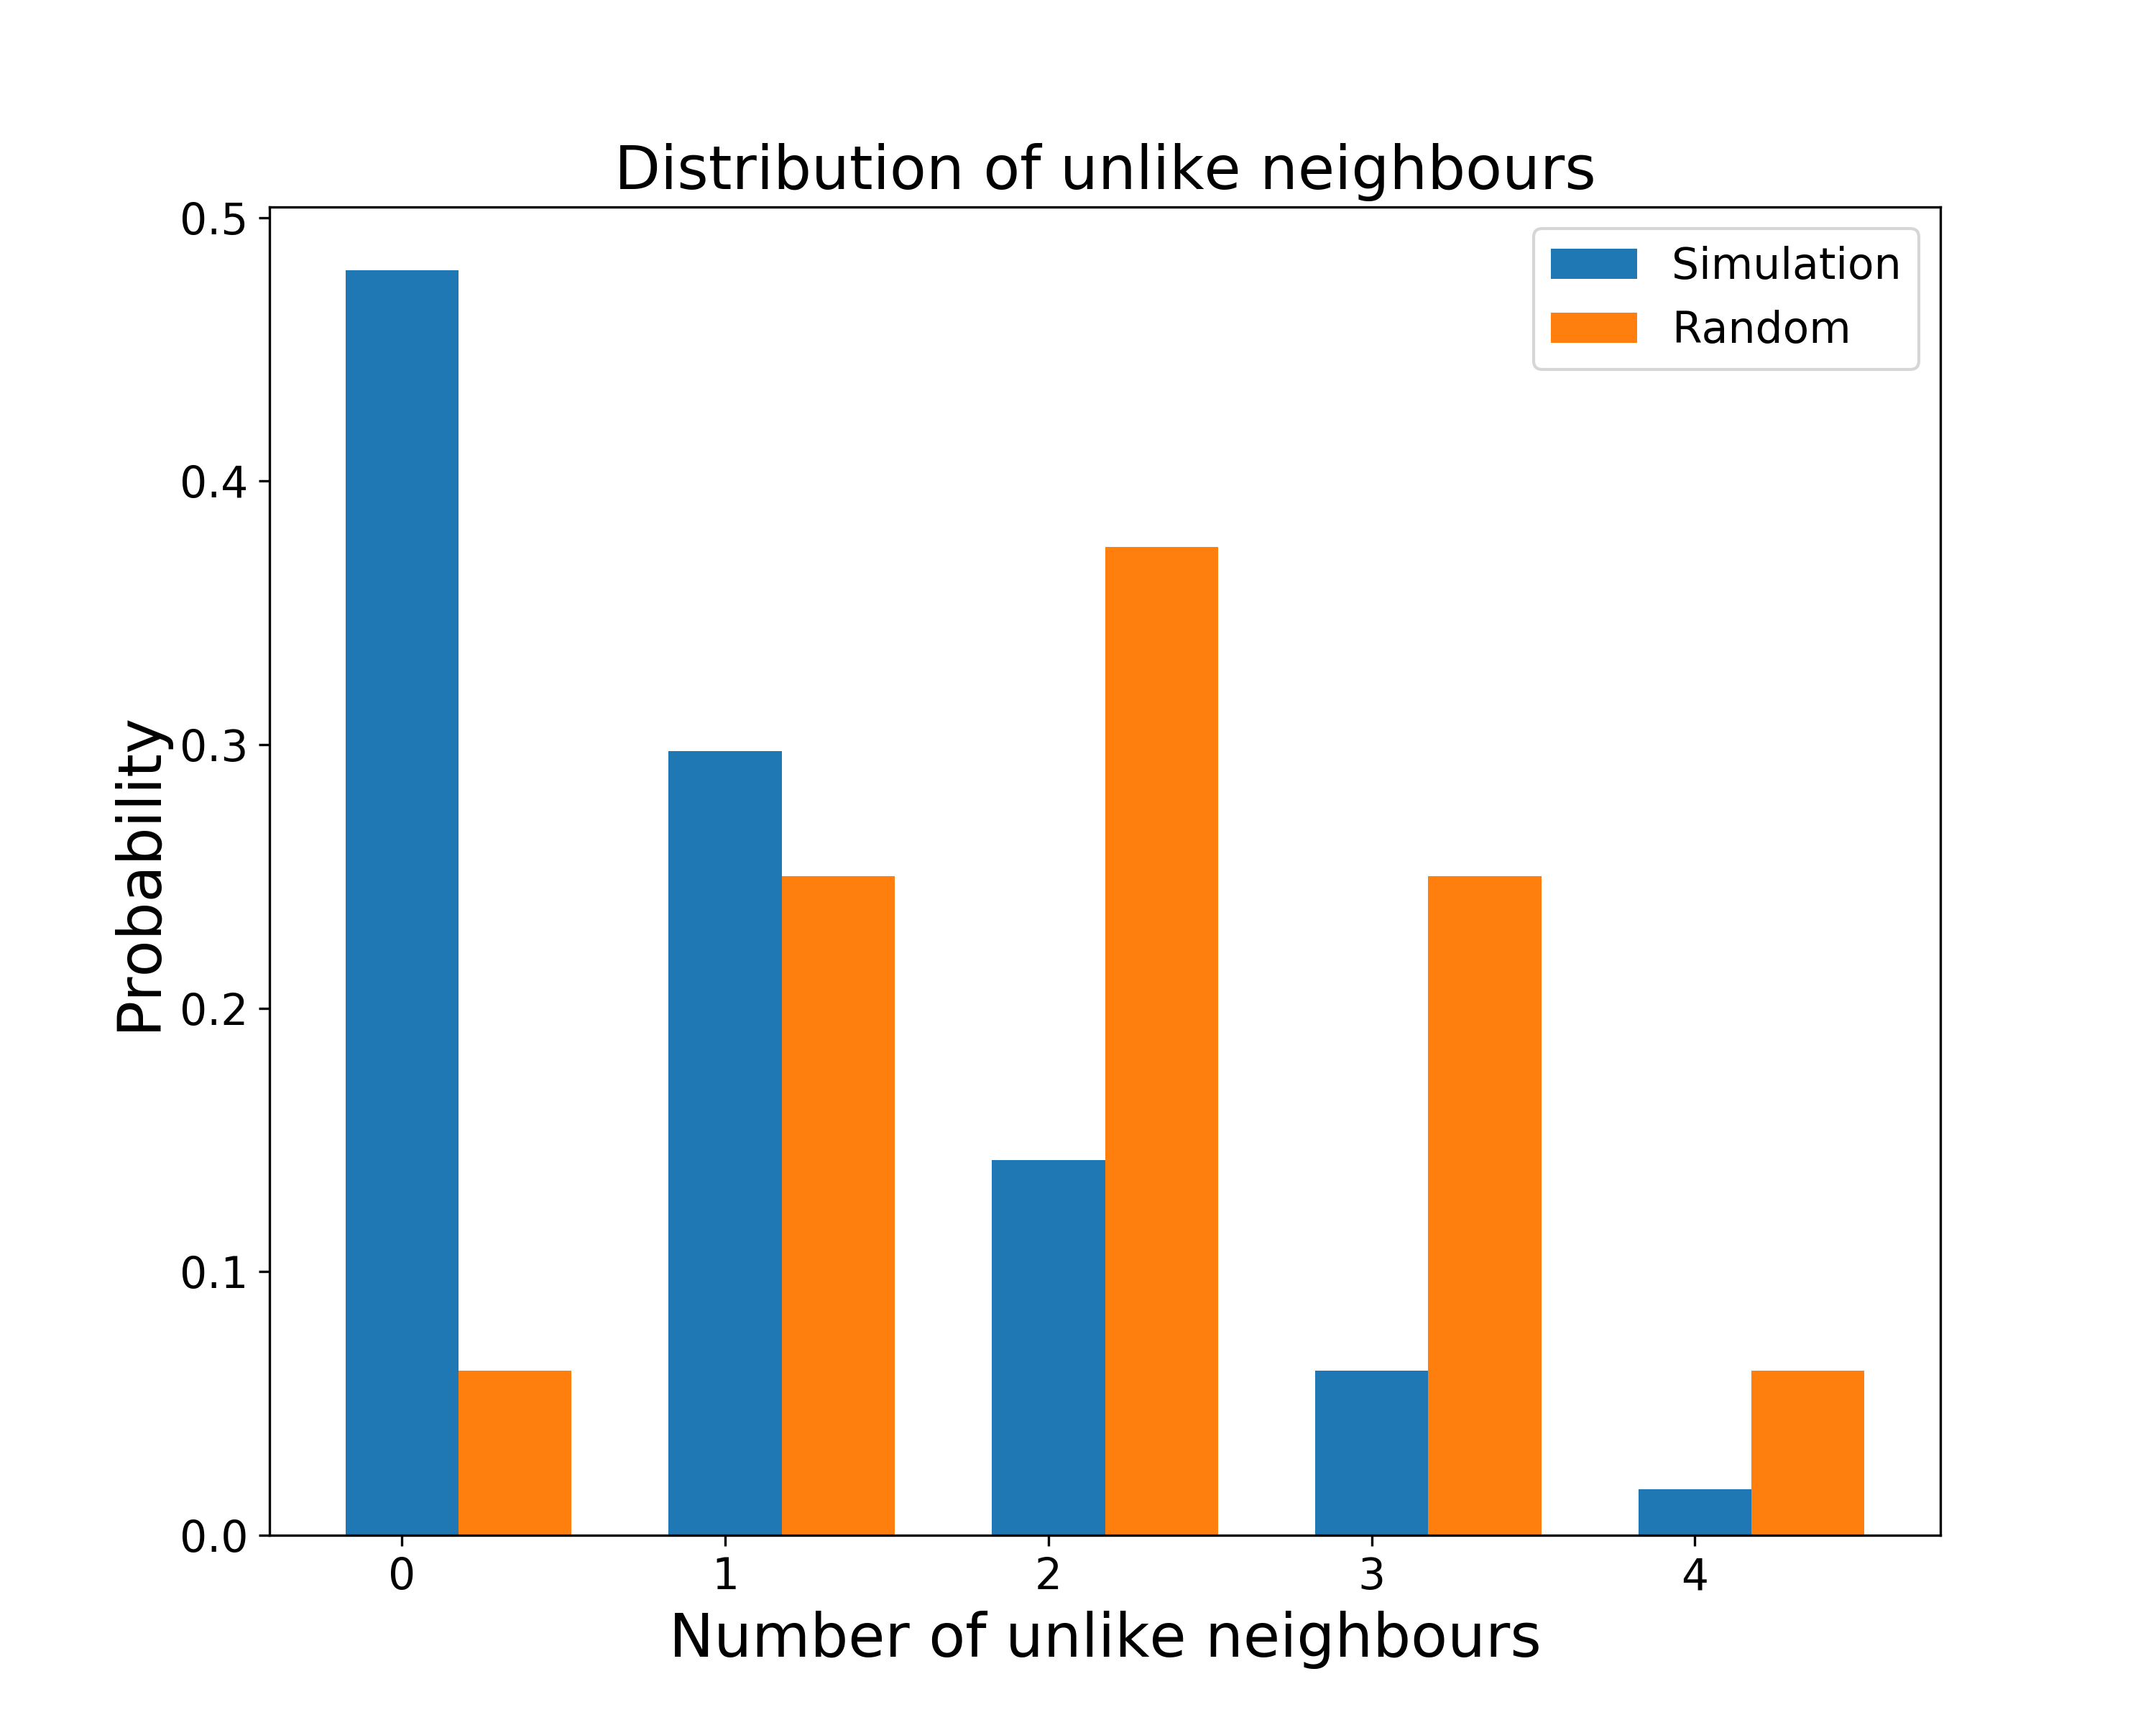 Distribution of unlike neighbours
Simulation
Random
0.5
0.4
0.3
0.2
0.1
0.0
Probability
0
1
2
3
4
Number of unlike neighbours